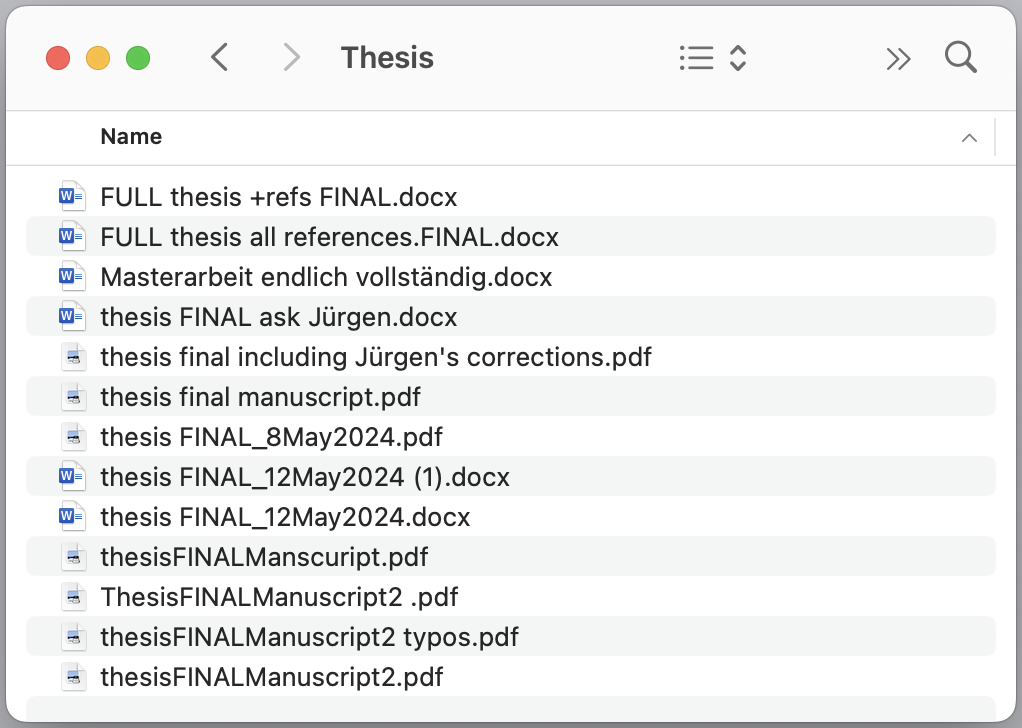 Thesis
Name
FULL thesis +refs FINAL.docx
FULL thesis all references.FINAL.docx
Masterarbeit endlich vollständig.docx
thesis FINAL ask Jürgen.docx
thesis final including Jürgen's corrections.pdf
thesis final manuscript.pdf
thesis FINAL_8May2024.pdf
thesis FINAL_12May2024 (1).docx
thesis FINAL_12May2024.docx
thesisFINALManscuript.pdf
ThesisFINALManuscript2 .pdf
thesisFINALManuscript2 typos.pdf
thesisFINALManuscript2.pdf